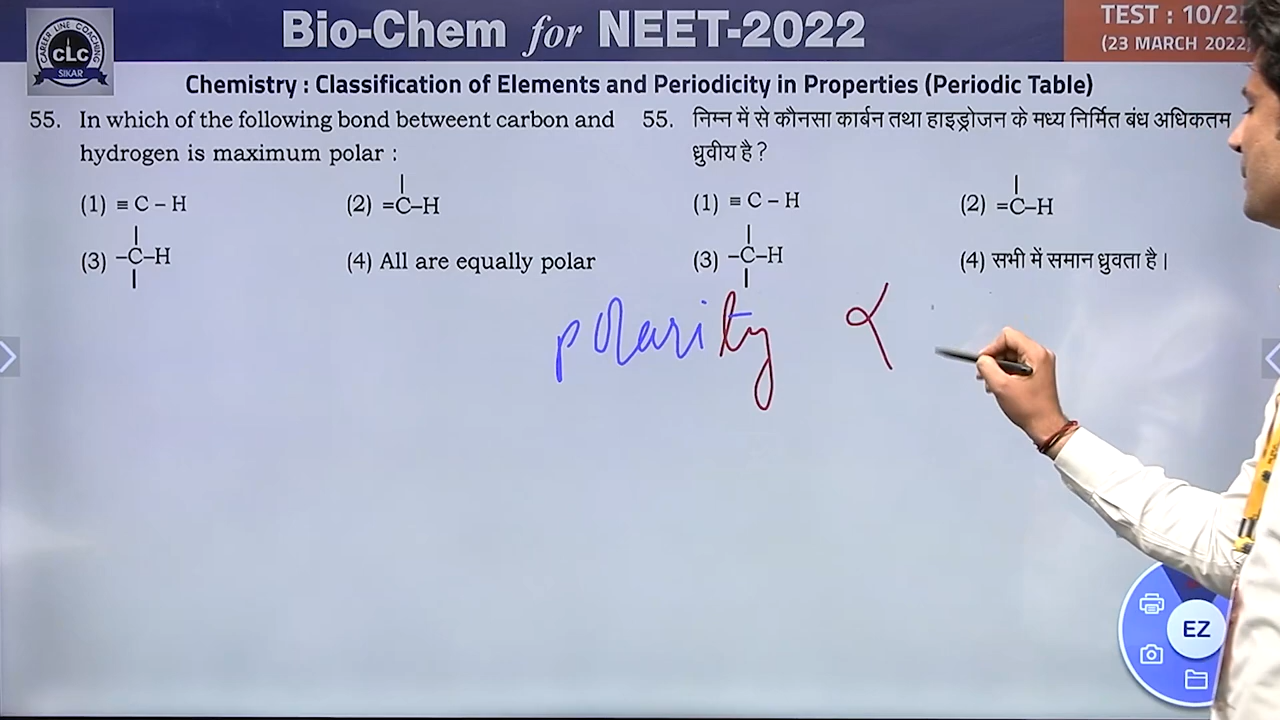 Bio-Chem for NEET-2022
TEST : 10/25
(23 MARCH 2022)
CAREER LINE COACHING
CLC
SIKAR
Chemistry : Classification of Elements and Periodicity in Properties (Periodic Table)
55. In which of the following bond betweent carbon and
hydrogen is maximum polar :
(1) ≡ C – H (2) =C–H
(3) –C–H (4) All are equally polar
55. निम्न में से कौनसा कार्बन तथा हाइड्रोजन के मध्य निर्मित बंध अधिकतम
ध्रुवीय है ?
(1) ≡ C – H (2) =C–H
(3) –C–H (4) सभी में समान ध्रुवता है।
polarity ∝
EZ